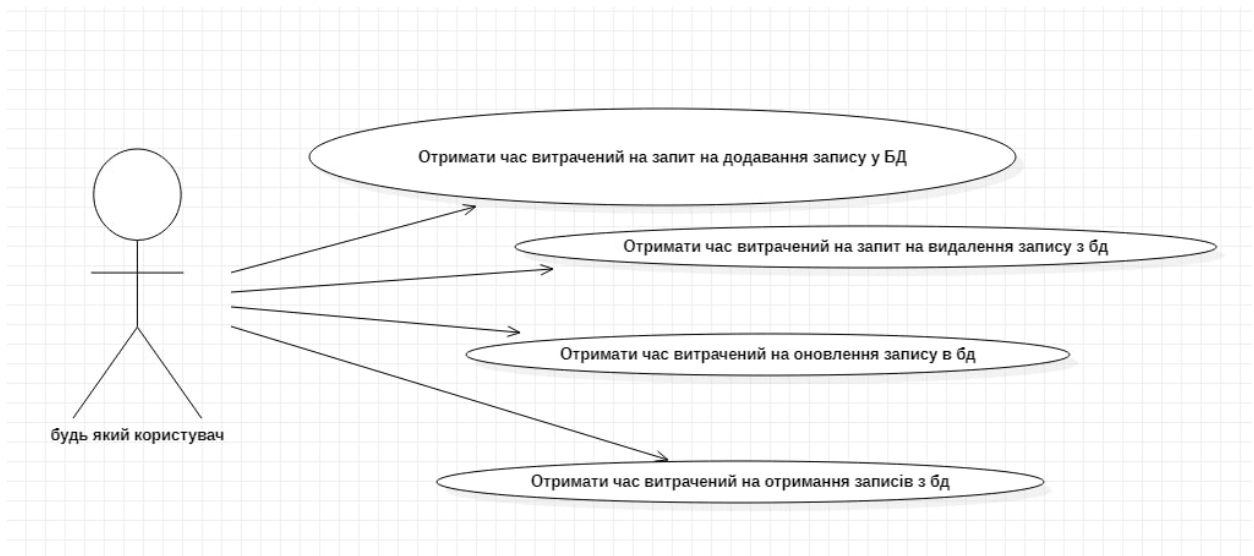 Отримати час витрачений на запит на додавання запису у БД
Отримати час витрачений на запит на видалення запису з бд
Отримати час витрачений на оновлення запису в бд
будь який користувач
Отримати час витрачений на отримання записів з бд